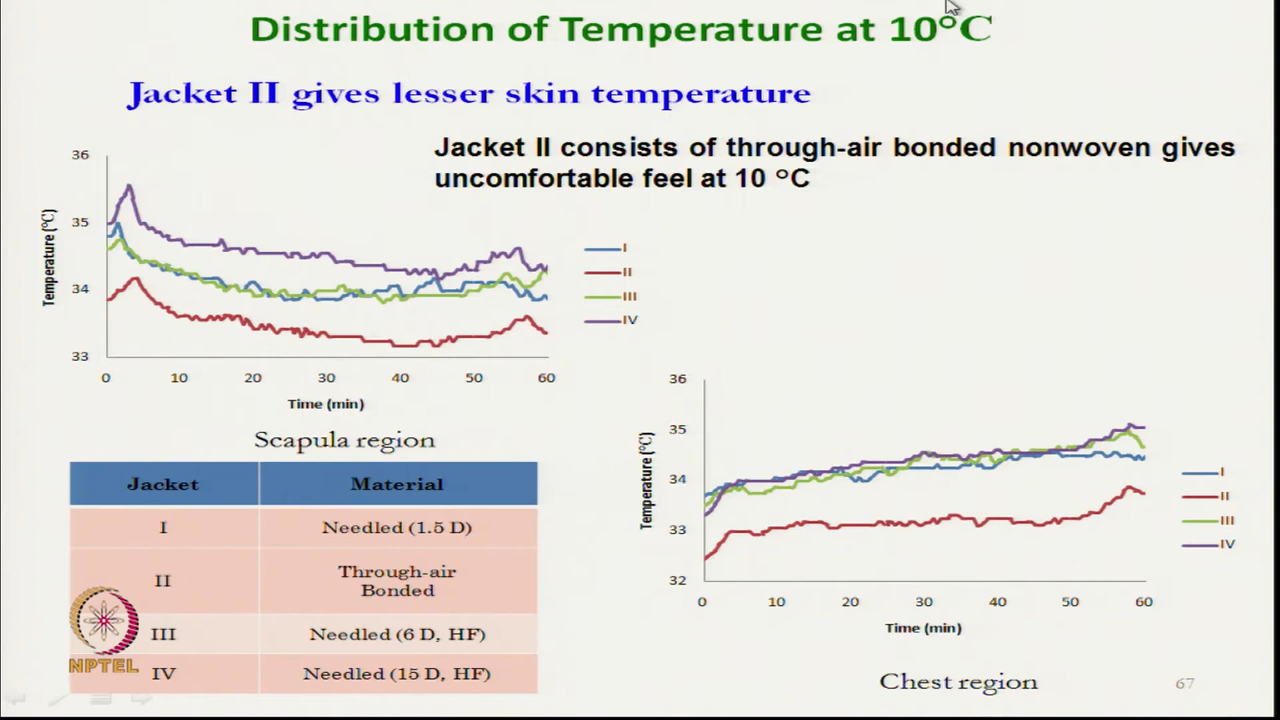 Distribution of Temperature at 10°C
Jacket II gives lesser skin temperature
Jacket II consists of through-air bonded nonwoven gives
uncomfortable feel at 10 °C
36
35
34
33
Temperature (°C)
0 10 20 30 40 50 60
Time (min)
I
II
III
IV
Scapula region
Jacket Material
I Needled (1.5 D)
II Through-air
Bonded
III Needled (6 D, HF)
IV Needled (15 D, HF)
NPTEL
36
35
34
33
32
Temperature (°C)
0 10 20 30 40 50 60
Time (min)
I
II
III
IV
Chest region
67